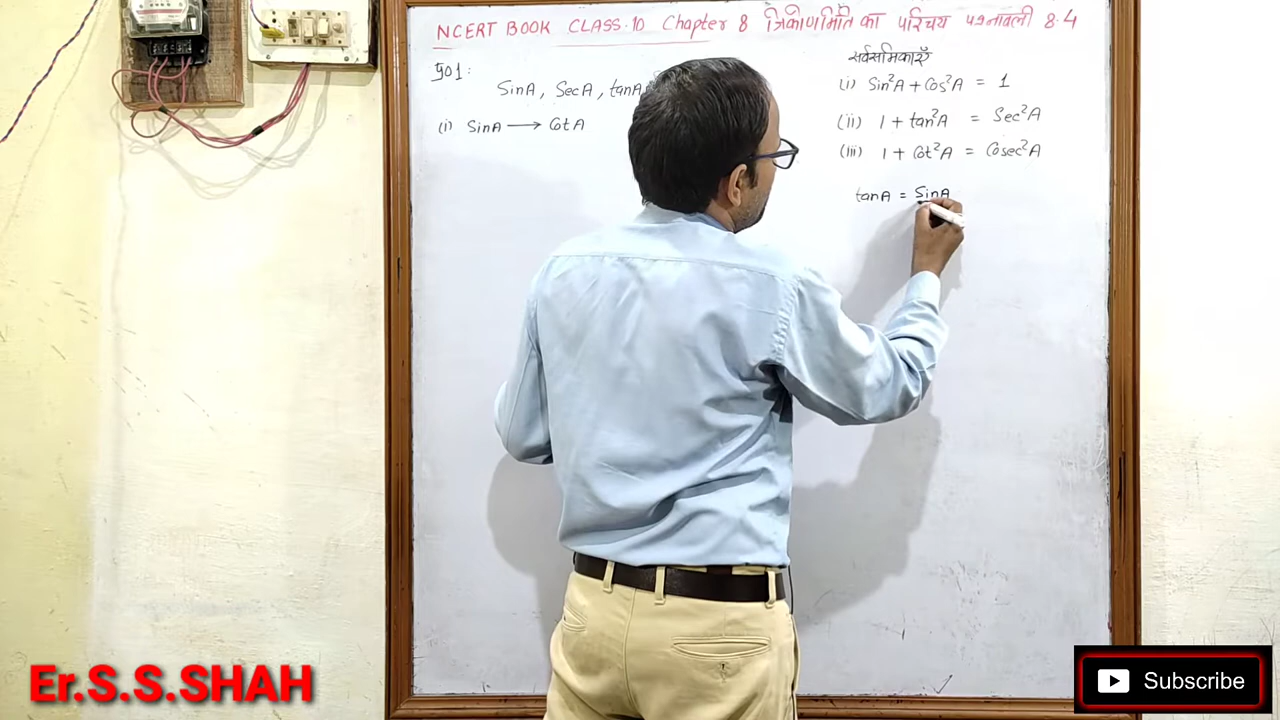 NCERT BOOK CLASS-10 Chapter 8 त्रिकोणमिति का परिचय प्रश्नावली 8.4
प्र01:
SinA, SecA, tanA
(i) SinA → CotA
सर्वसमिकाएँ
(i) Sin²A + Cos²A = 1
(ii) 1 + tan²A = Sec²A
(iii) 1 + Cot²A = Cosec²A
tanA = SinA
Er.S.S.SHAH
Subscribe